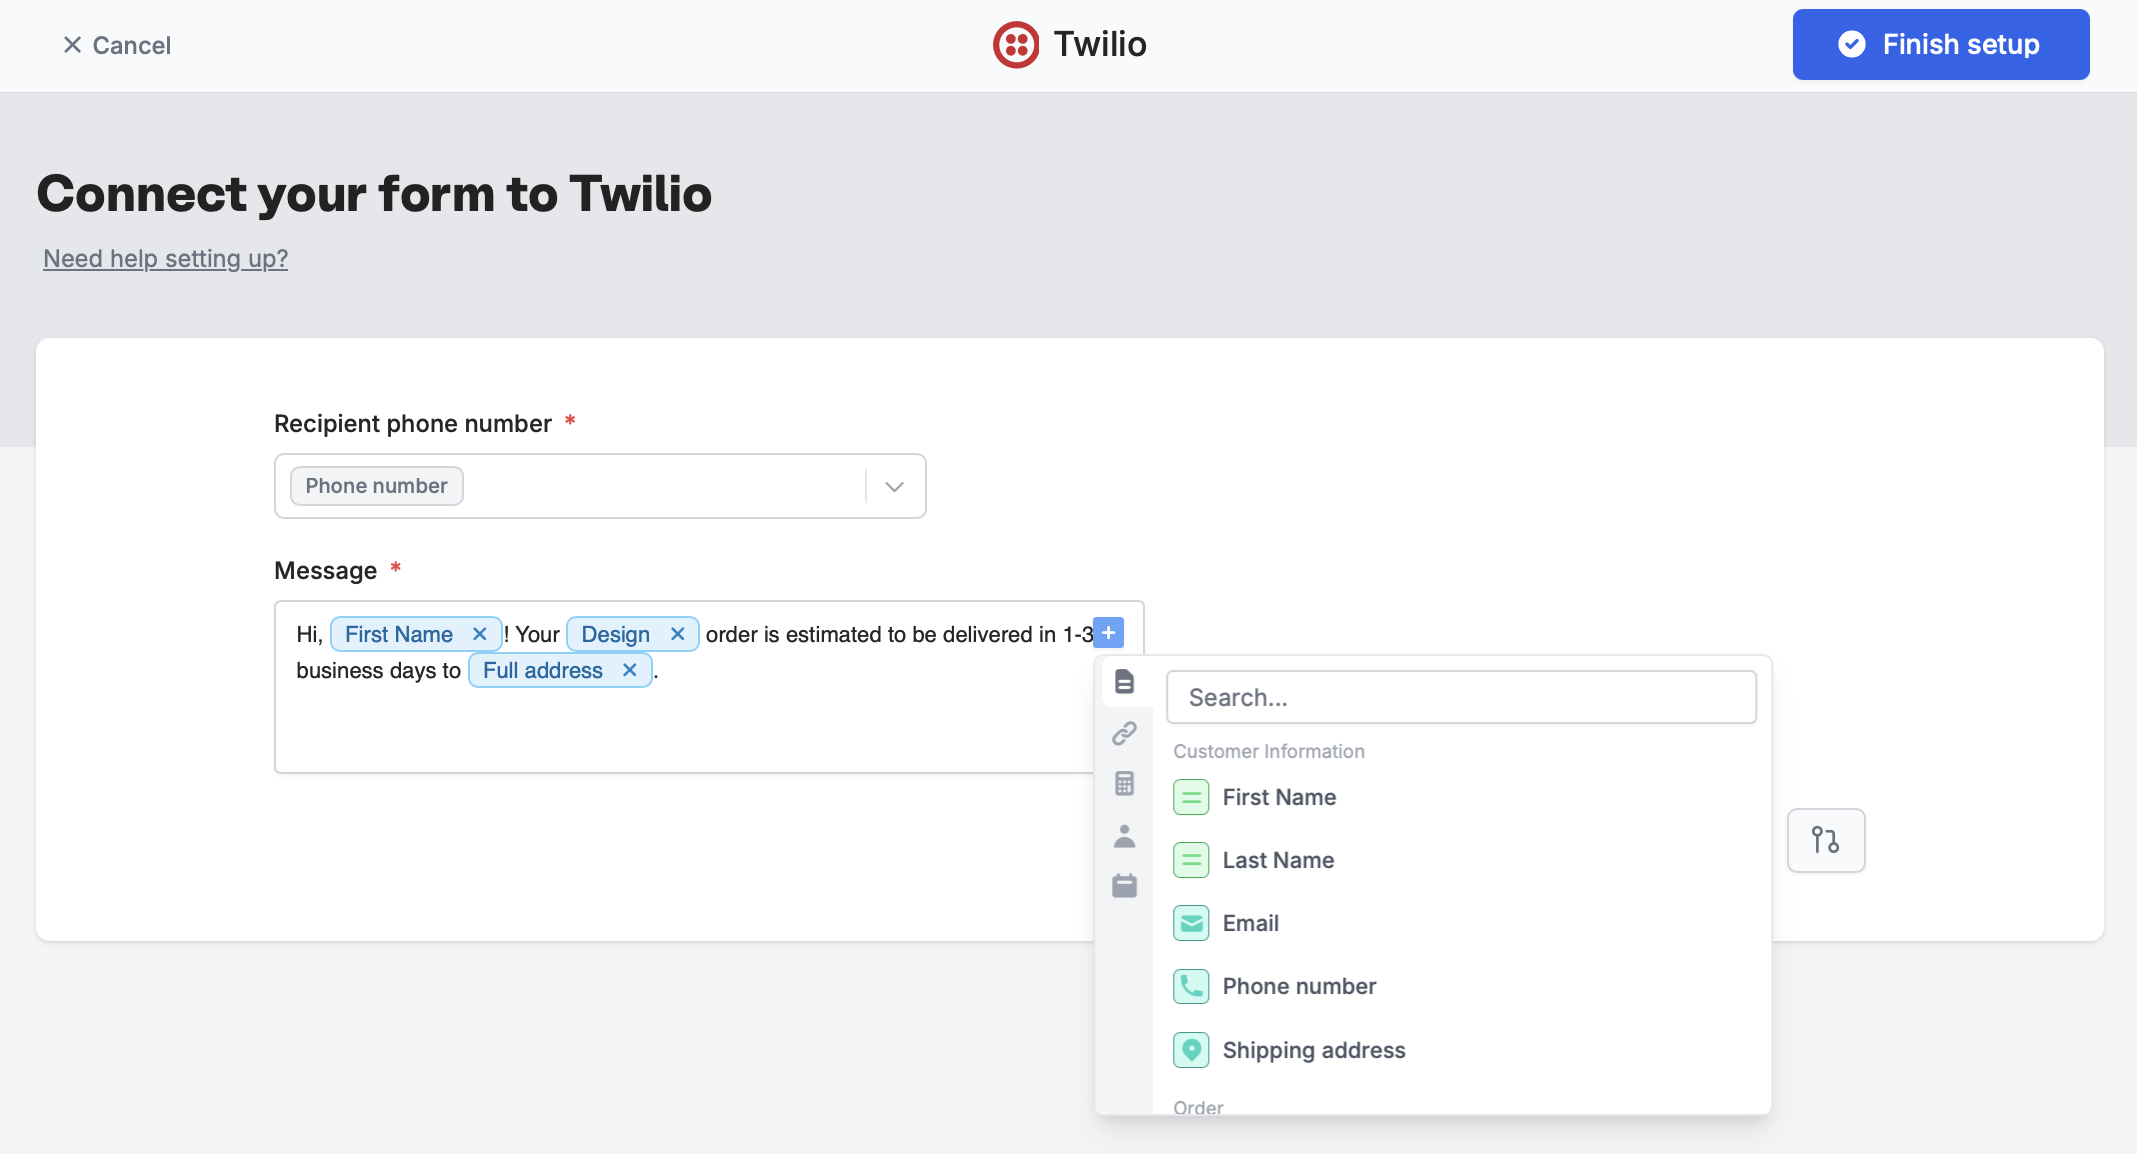 Cancel
Twilio
Finish setup
Connect your form to Twilio
Need help setting up?
Recipient phone number *
Phone number
Message *
Hi, First Name ! Your Design order is estimated to be delivered in 1-3
business days to Full address .
Search...
Customer Information
First Name
Last Name
Email
Phone number
Shipping address
Order